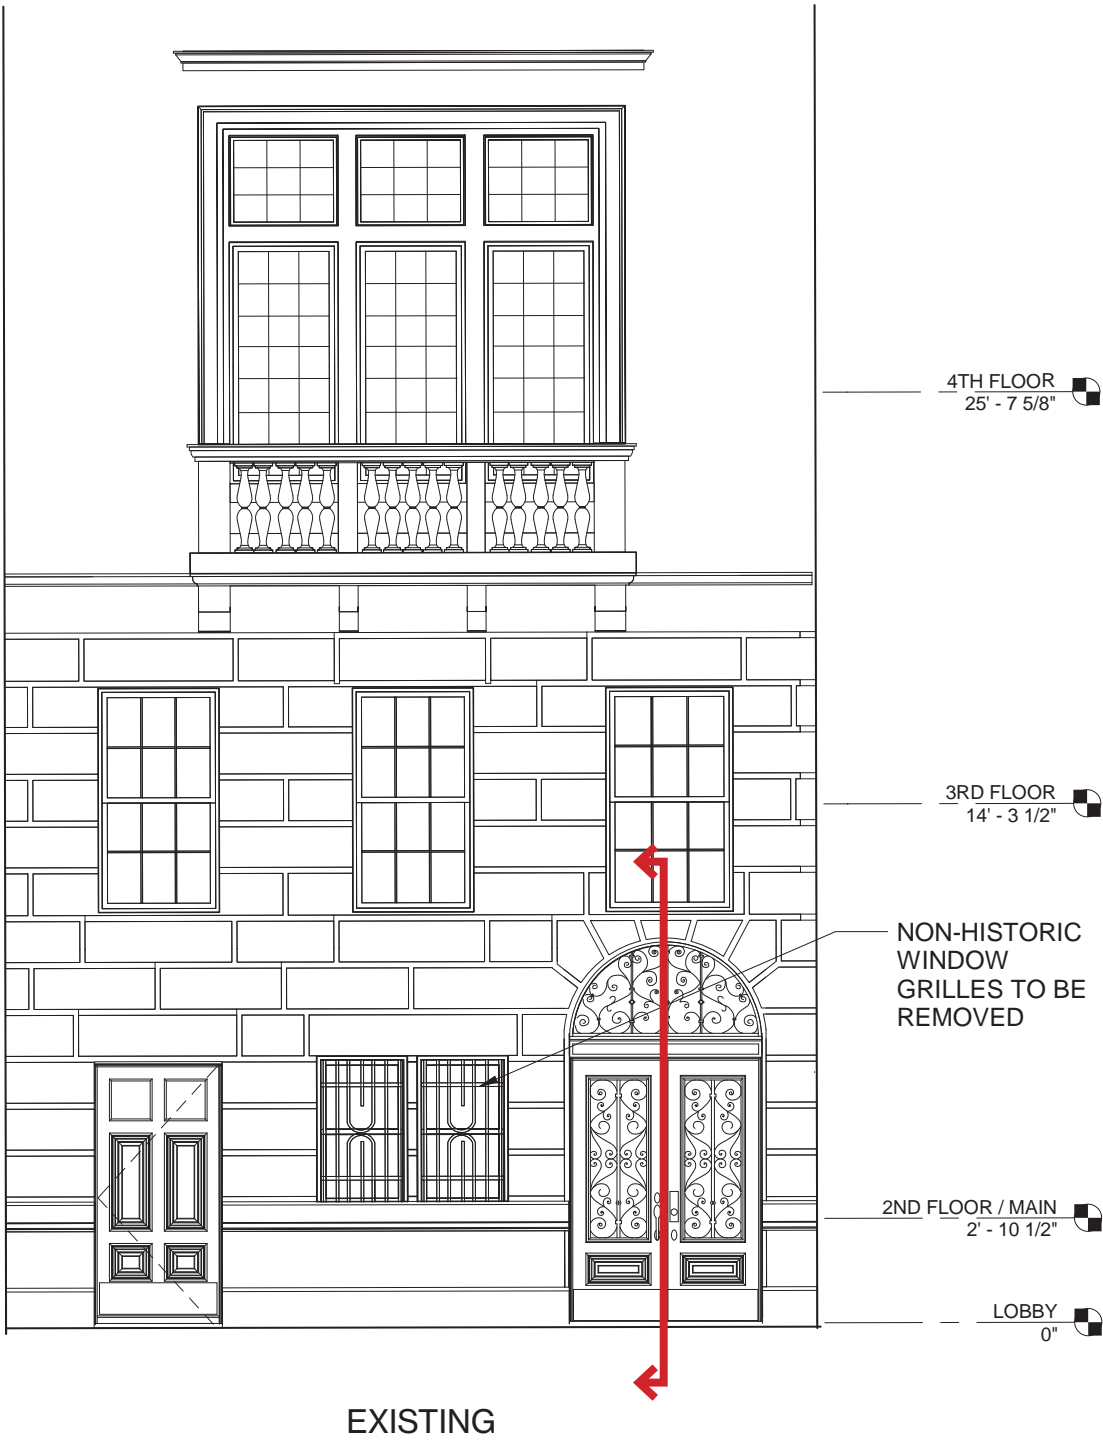 4TH FLOOR
25' - 7 5/8"
3RD FLOOR
14' - 3 1/2"
NON-HISTORIC
WINDOW
GRILLES TO BE
REMOVED
2ND FLOOR / MAIN
2' - 10 1/2"
LOBBY
0"
EXISTING